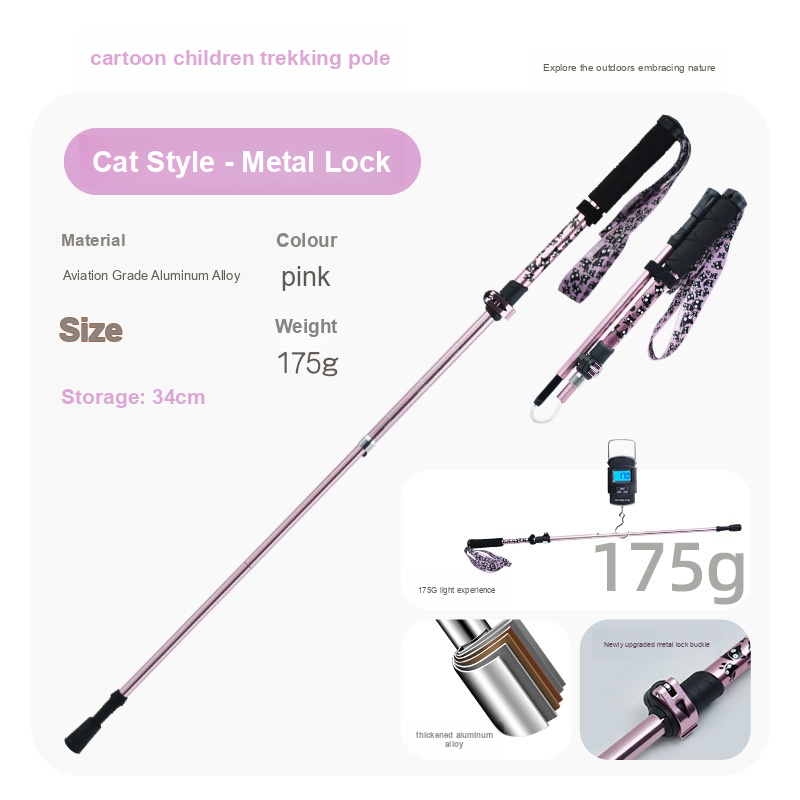 cartoon children trekking pole
Explore the outdoors embracing nature
Cat Style - Metal Lock
Material
Colour
Aviation Grade Aluminum Alloy
pink
Size
Weight
175g
Storage: 34cm
175g
175G light experience
Newly upgraded metal lock buckle
thickened aluminum
alloy